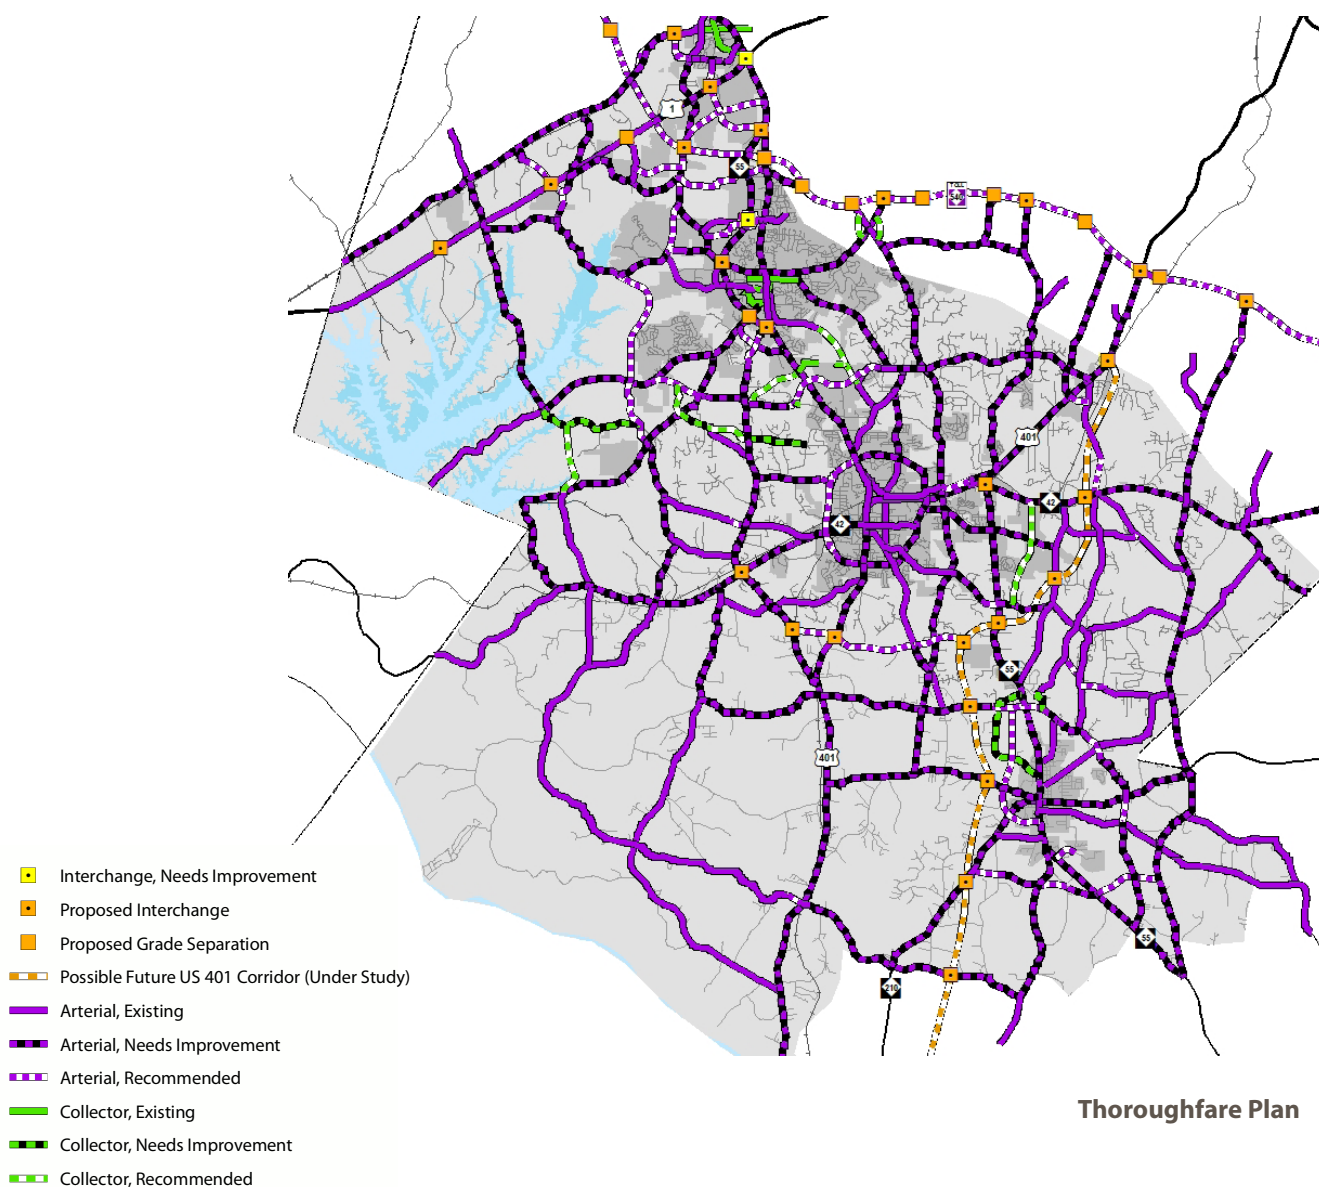 1
55
TOLL
540
401
42
42
55
401
55
210
Interchange, Needs Improvement
Proposed Interchange
Proposed Grade Separation
Possible Future US 401 Corridor (Under Study)
Arterial, Existing
Arterial, Needs Improvement
Arterial, Recommended
Collector, Existing
Collector, Needs Improvement
Collector, Recommended
Thoroughfare Plan